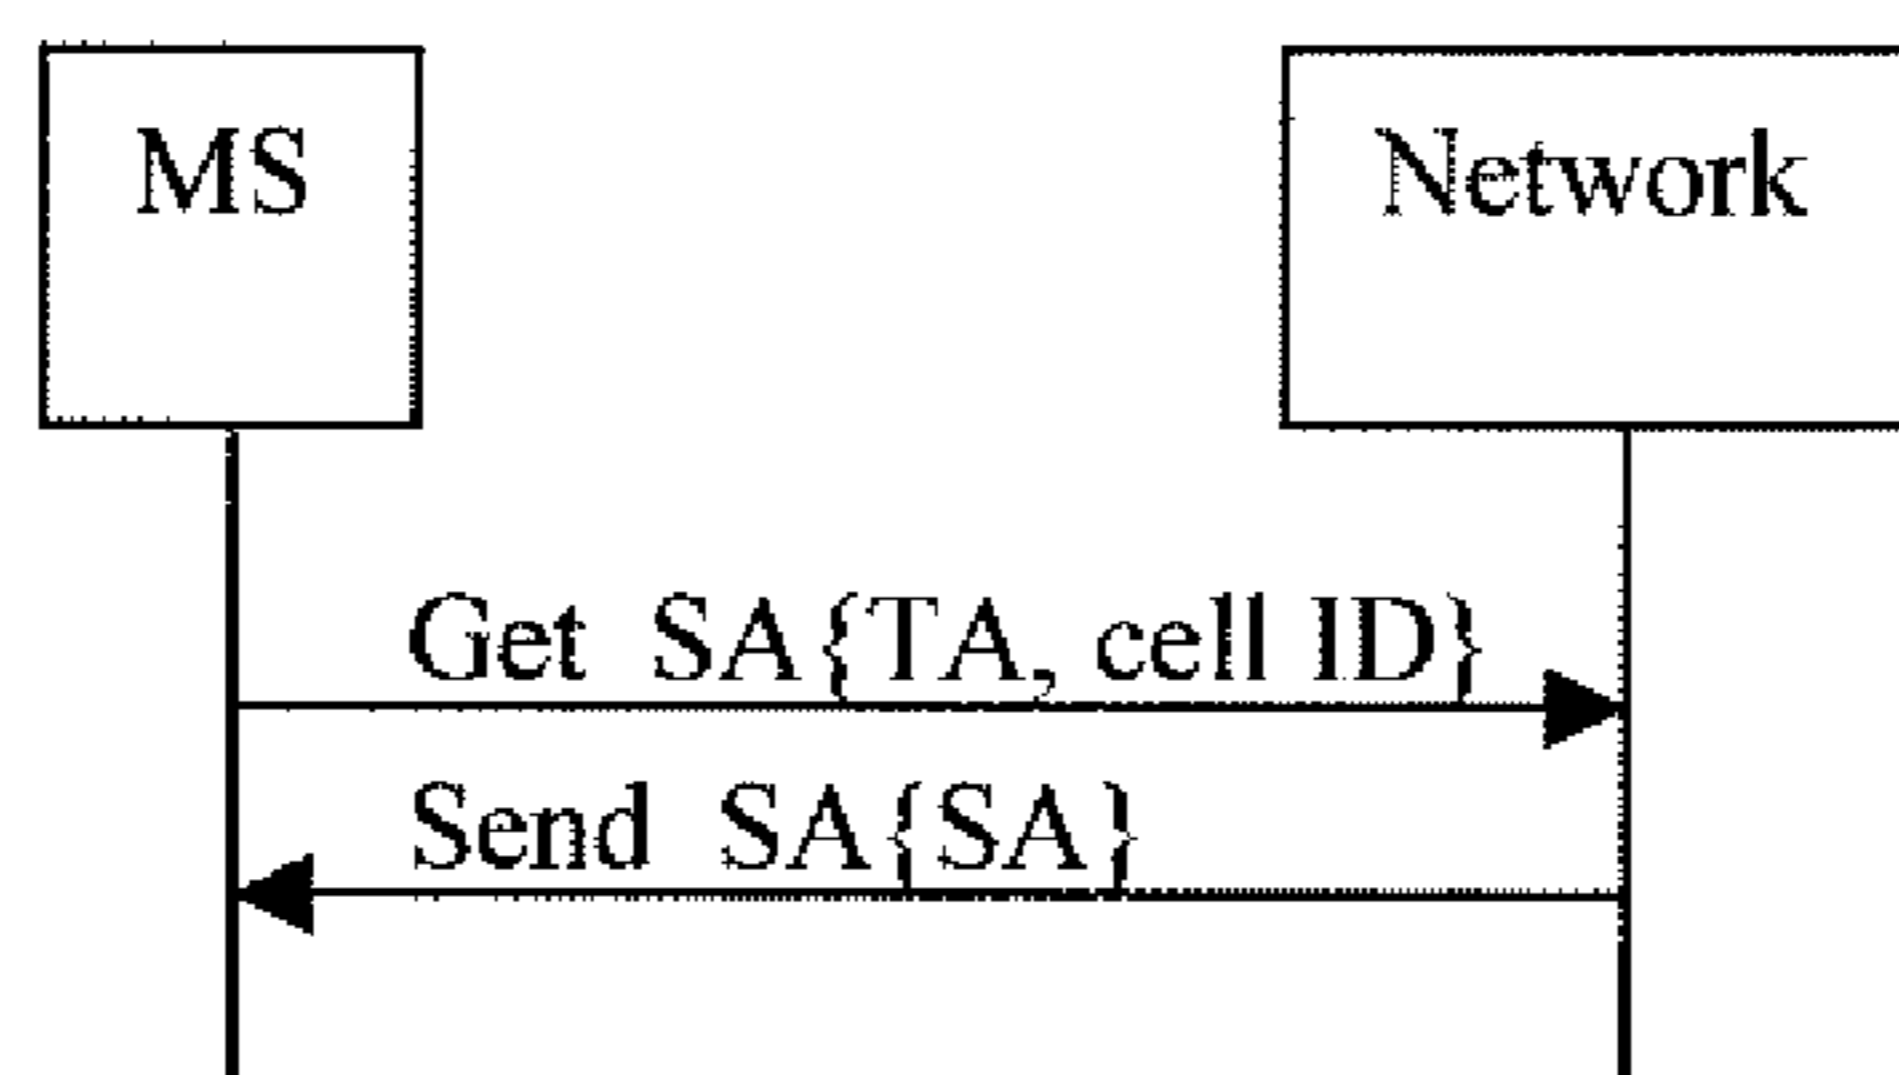 MS
Network
Get SA{TA, cell ID}
Send SA{SA}